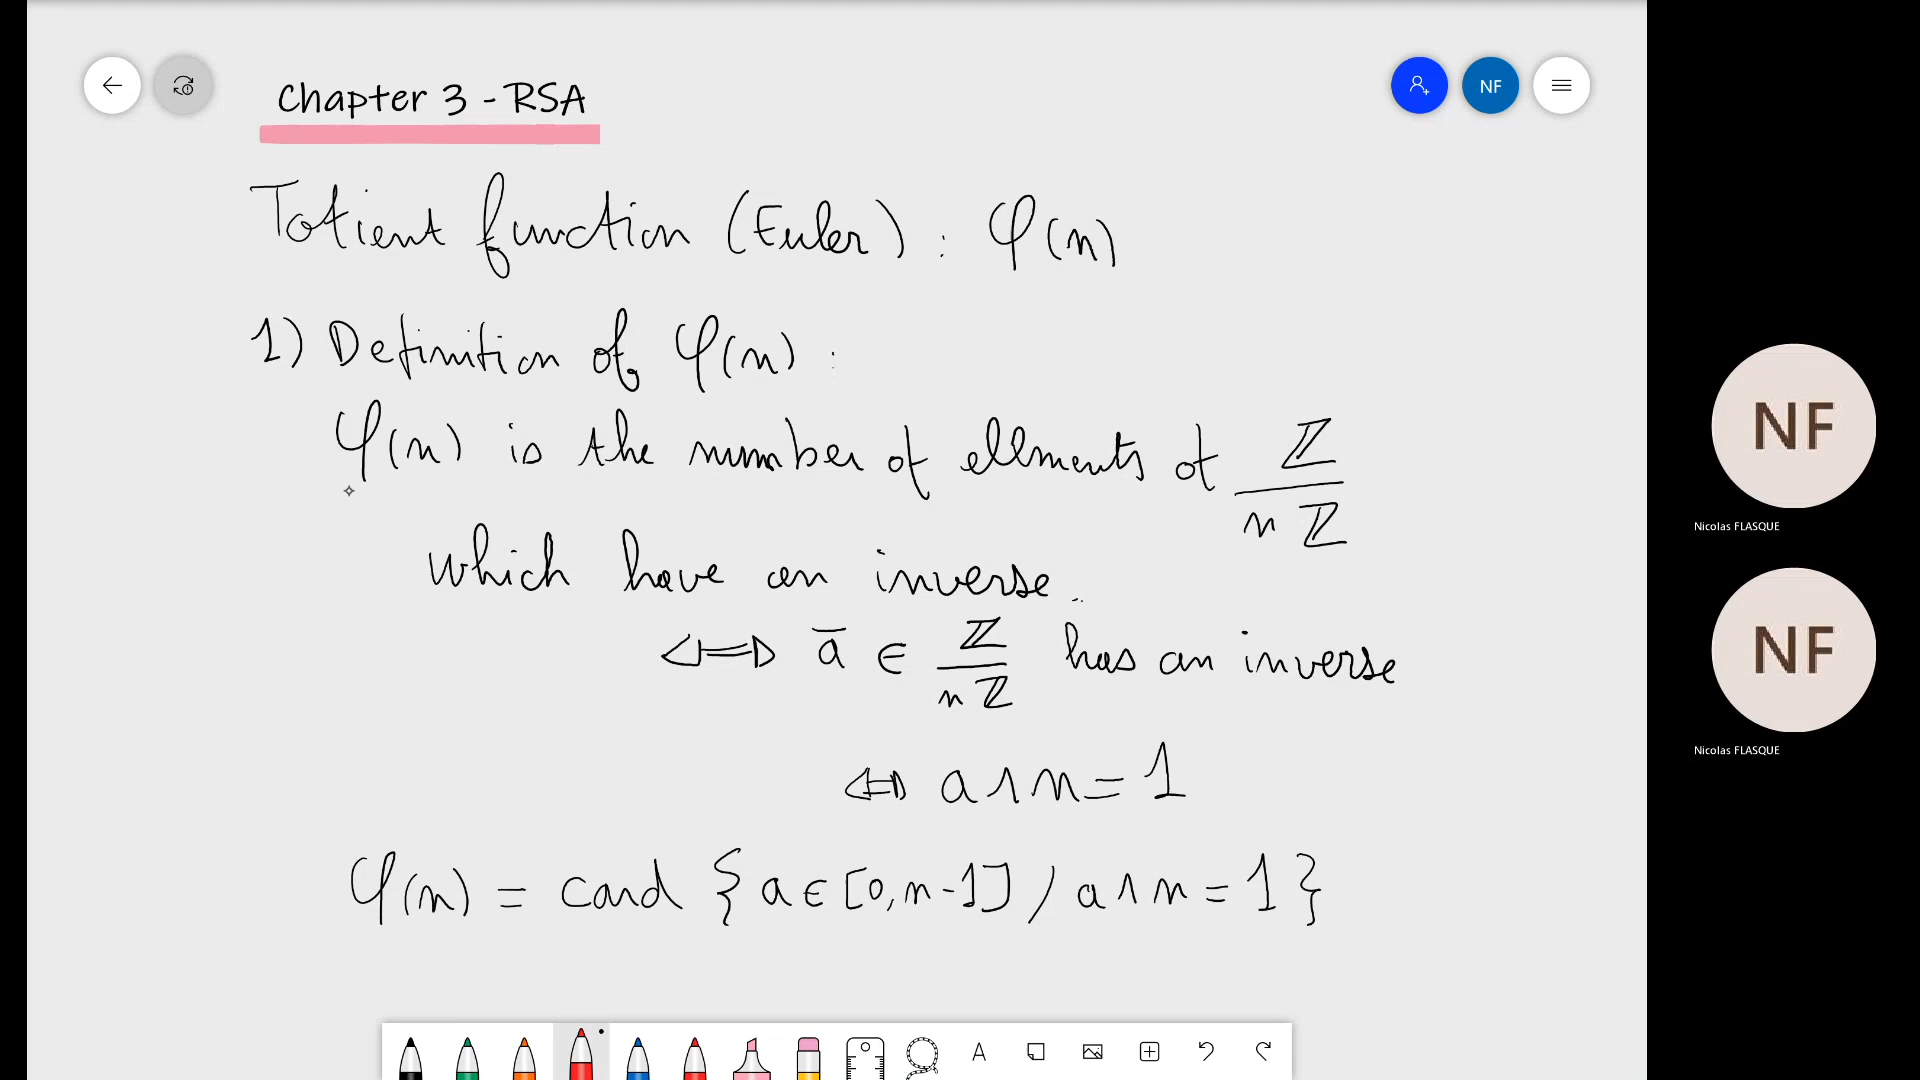 Chapter 3 - RSA
NF
Totient function (Euler) : φ(n)
1) Definition of φ(n) :
φ(n) is the number of elements of ℤ/nℤ
which have an inverse.
⟺ ā ∈ ℤ/nℤ has an inverse
⟺ a ∧ n = 1
φ(n) = card { a ∈ [0, n-1] / a ∧ n = 1 }
A
NF
Nicolas FLASQUE
NF
Nicolas FLASQUE